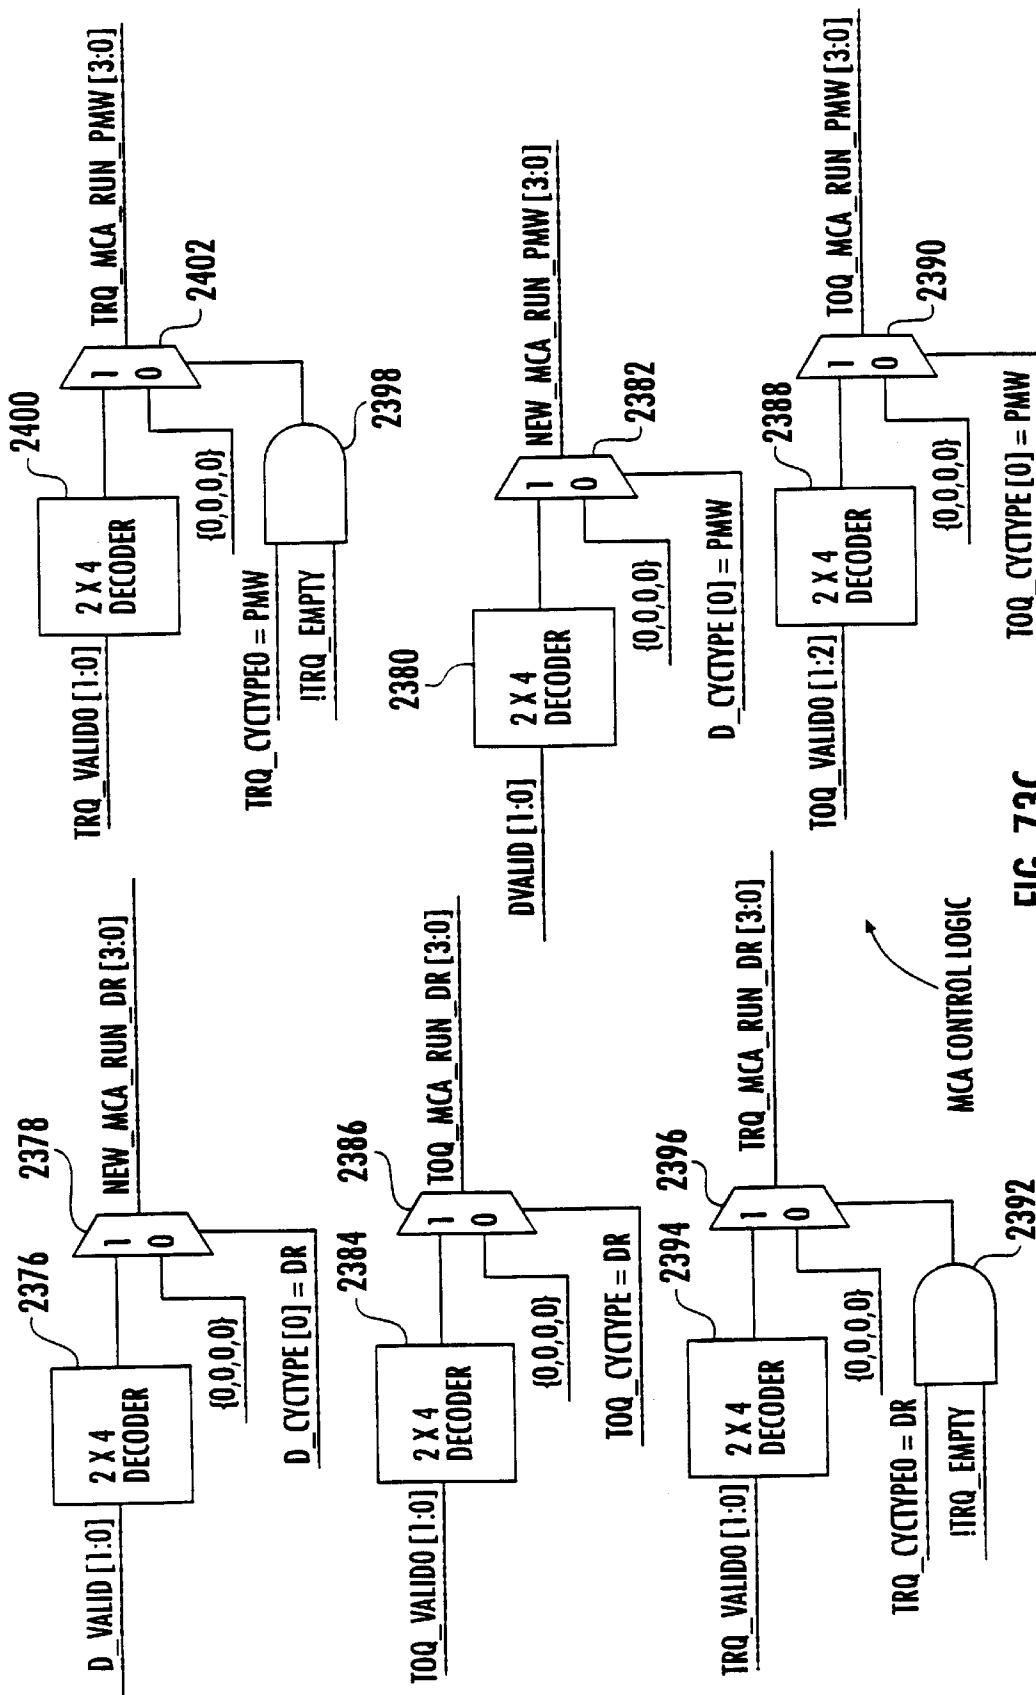 D_VALID [1:0]
2 X 4
DECODER
2376
{0,0,0,0}
D_CYCTYPE [0] = DR
1
0
2378
NEW_MCA_RUN_DR [3:0]
TOQ_VALIDO [1:0]
2 X 4
DECODER
2384
{0,0,0,0}
TOQ_CYCTYPE = DR
1
0
2386
TOQ_MCA_RUN_DR [3:0]
TRQ_VALIDO [1:0]
2 X 4
DECODER
2394
{0,0,0,0}
TRQ_CYCTYPEO = DR
!TRQ_EMPTY
2392
1
0
2396
TRQ_MCA_RUN_DR [3:0]
TRQ_VALIDO [1:0]
2 X 4
DECODER
2400
{0,0,0,0}
TRQ_CYCTYPEO = PMW
!TRQ_EMPTY
2398
1
0
2402
TRQ_MCA_RUN_PMW [3:0]
DVALID [1:0]
2 X 4
DECODER
2380
{0,0,0,0}
D_CYCTYPE [0] = PMW
1
0
2382
NEW_MCA_RUN_PMW [3:0]
TOQ_VALIDO [1:2]
2 X 4
DECODER
2388
{0,0,0,0}
TOQ_CYCTYPE [0] = PMW
1
0
2390
TOQ_MCA_RUN_PMW [3:0]
MCA CONTROL LOGIC
FIG. 73C